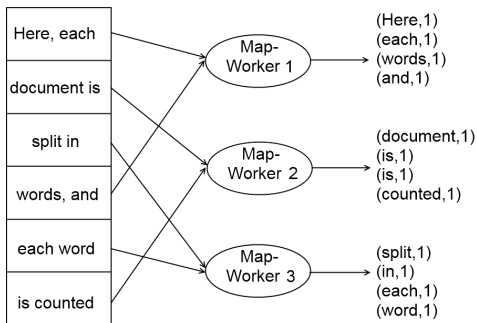 Here, each
document is
split in
words, and
each word
is counted
Map-
Worker 1
Map-
Worker 2
Map-
Worker 3
(Here,1)
(each,1)
(words,1)
(and,1)
(document,1)
(is,1)
(is,1)
(counted,1)
(split,1)
(in,1)
(each,1)
(word,1)